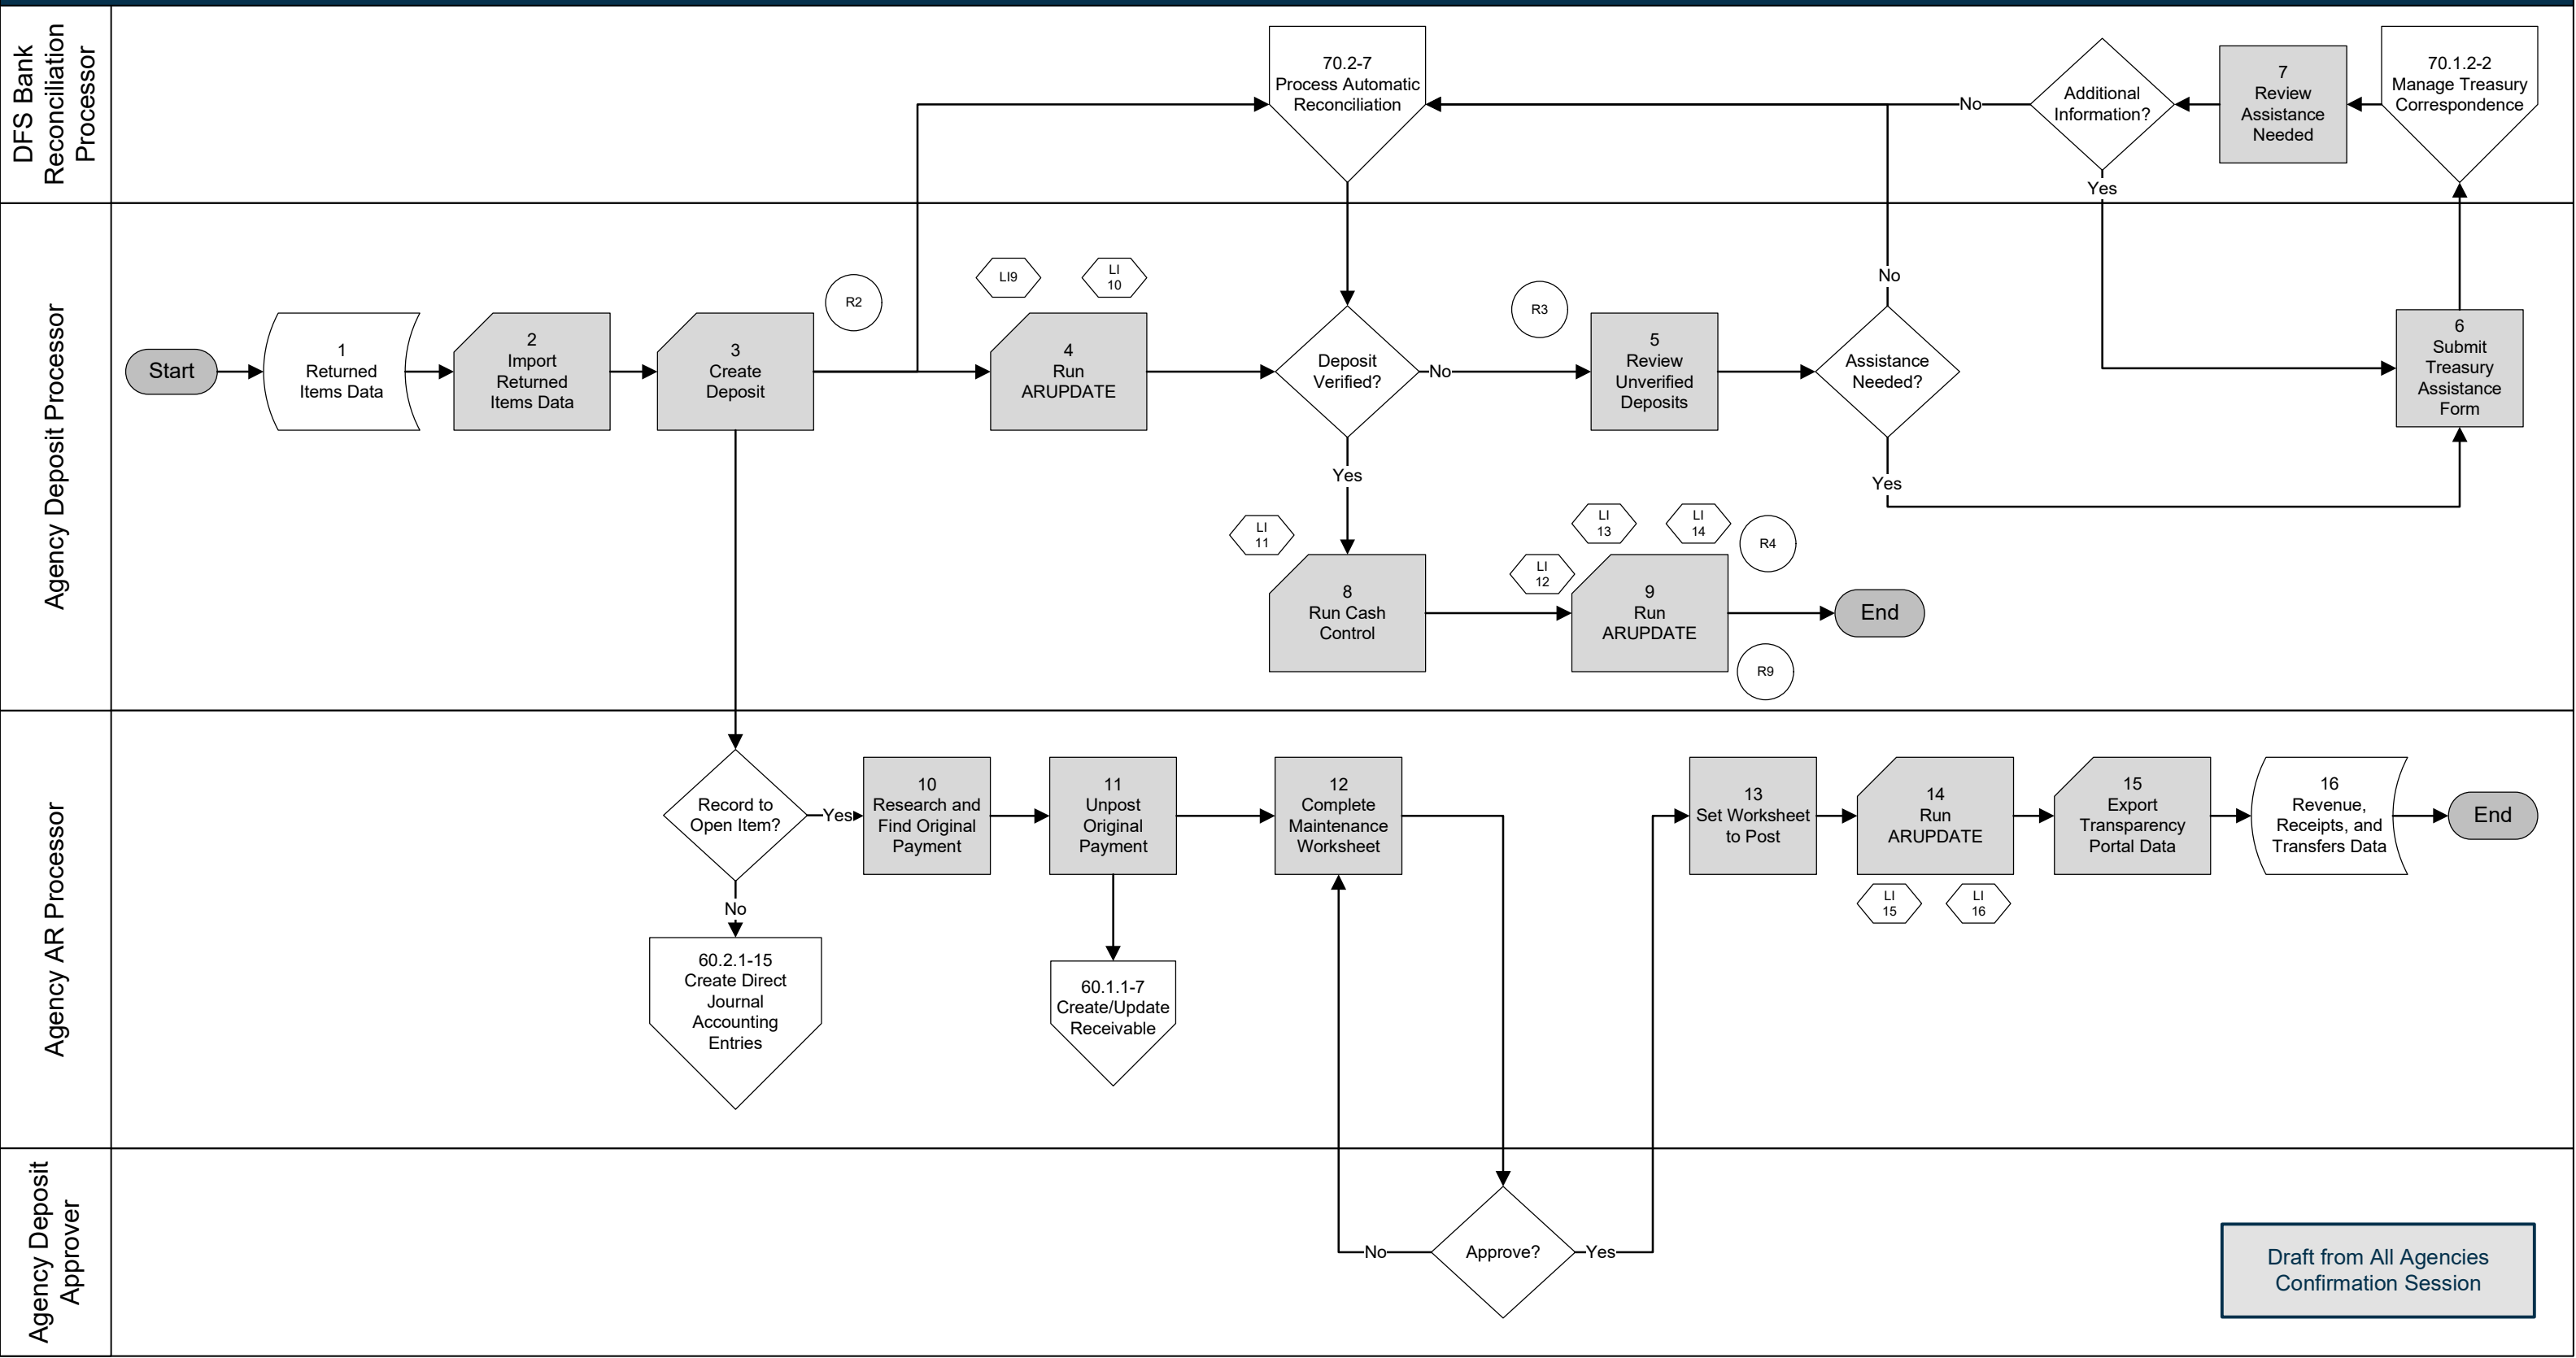 DFS Bank
Reconciliation
Processor
70.2-7
Process Automatic
Reconciliation
No
Additional
Information?
Yes
7
Review
Assistance
Needed
70.1.2-2
Manage Treasury
Correspondence
Agency Deposit Processor
Start
1
Returned
Items Data
2
Import
Returned
Items Data
3
Create
Deposit
R2
LI9
LI
10
4
Run
ARUPDATE
Deposit
Verified?
No
Yes
R3
5
Review
Unverified
Deposits
Assistance
Needed?
No
Yes
6
Submit
Treasury
Assistance
Form
LI
11
8
Run Cash
Control
LI
12
LI
13
LI
14
R4
9
Run
ARUPDATE
R9
End
Agency AR Processor
Record to
Open Item?
Yes
No
60.2.1-15
Create Direct
Journal
Accounting
Entries
10
Research and
Find Original
Payment
11
Unpost
Original
Payment
60.1.1-7
Create/Update
Receivable
12
Complete
Maintenance
Worksheet
13
Set Worksheet
to Post
14
Run
ARUPDATE
LI
15
LI
16
15
Export
Transparency
Portal Data
16
Revenue,
Receipts, and
Transfers Data
End
Agency Deposit
Approver
No
Approve?
Yes
Draft from All Agencies
Confirmation Session